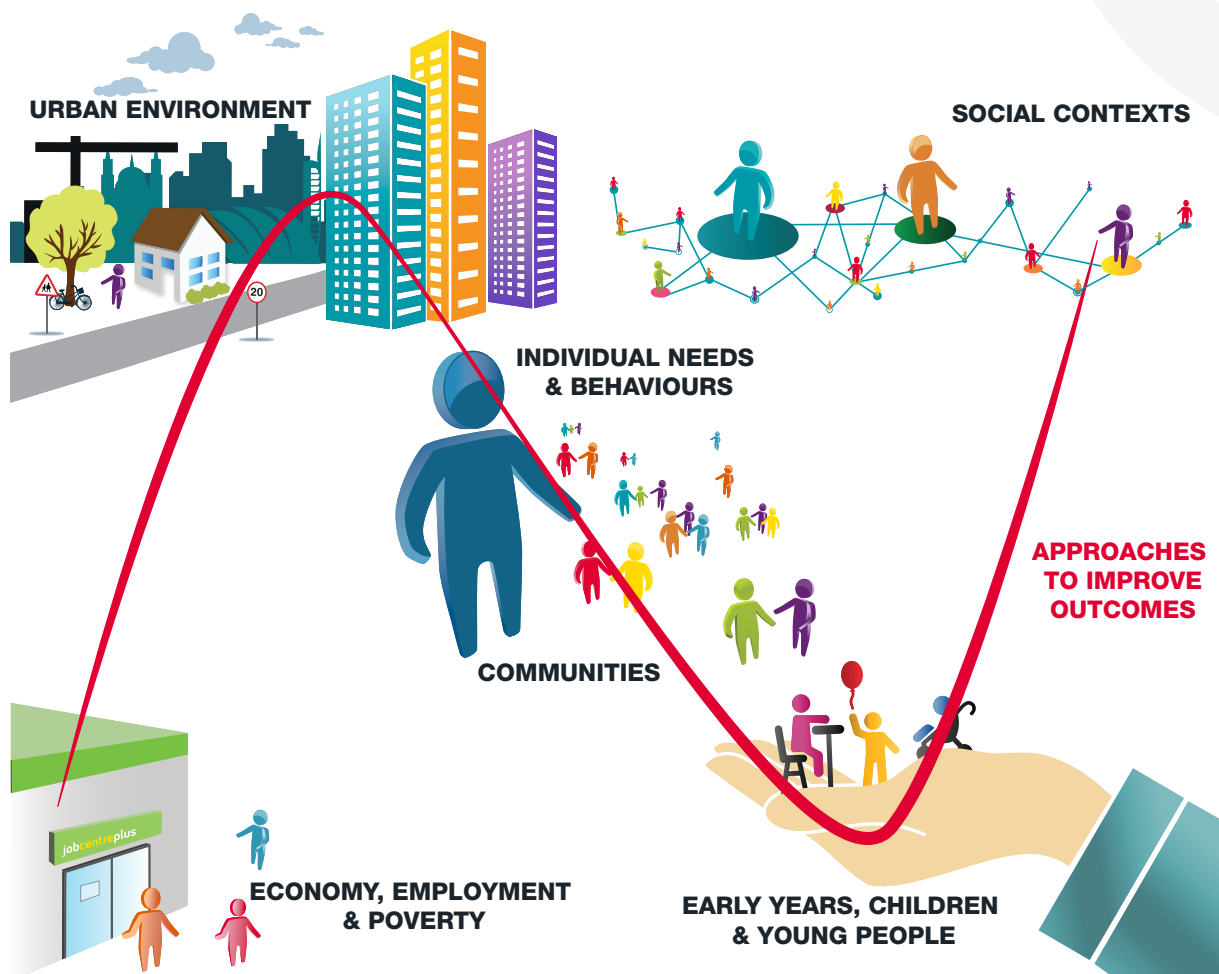 URBAN ENVIRONMENT
SOCIAL CONTEXTS
20
INDIVIDUAL NEEDS
& BEHAVIOURS
APPROACHES
TO IMPROVE
OUTCOMES
COMMUNITIES
jobcentreplus
ECONOMY, EMPLOYMENT
& POVERTY
EARLY YEARS, CHILDREN
& YOUNG PEOPLE